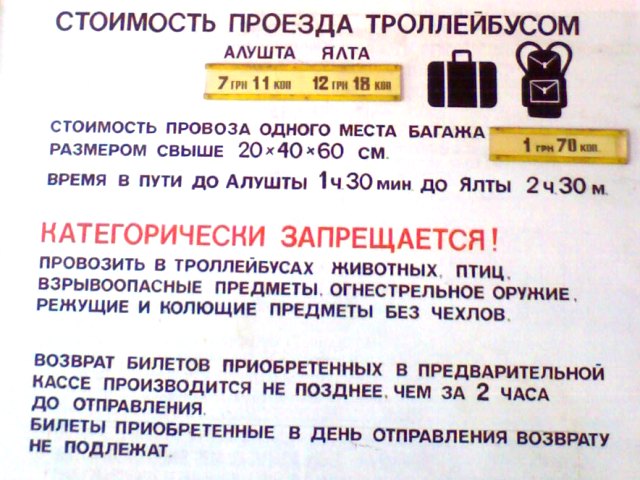 СТОИМОСТЬ ПРОЕЗДА ТРОЛЛЕЙБУСОМ
АЛУШТА ЯЛТА
7 ГРН 11 КОП 12 ГРН 18 КОП
СТОИМОСТЬ ПРОВОЗА ОДНОГО МЕСТА БАГАЖА 1 ГРН 70 КОП.
РАЗМЕРОМ СВЫШЕ 20×40×60 СМ.
ВРЕМЯ В ПУТИ ДО АЛУШТЫ 1 Ч. 30 МИН. ДО ЯЛТЫ 2 Ч. 30 М.
КАТЕГОРИЧЕСКИ ЗАПРЕЩАЕТСЯ!
ПРОВОЗИТЬ В ТРОЛЛЕЙБУСАХ ЖИВОТНЫХ, ПТИЦ,
ВЗРЫВООПАСНЫЕ ПРЕДМЕТЫ, ОГНЕСТРЕЛЬНОЕ ОРУЖИЕ,
РЕЖУЩИЕ И КОЛЮЩИЕ ПРЕДМЕТЫ БЕЗ ЧЕХЛОВ.
ВОЗВРАТ БИЛЕТОВ ПРИОБРЕТЕННЫХ В ПРЕДВАРИТЕЛЬНОЙ
КАССЕ ПРОИЗВОДИТСЯ НЕ ПОЗДНЕЕ, ЧЕМ ЗА 2 ЧАСА
ДО ОТПРАВЛЕНИЯ.
БИЛЕТЫ ПРИОБРЕТЕННЫЕ В ДЕНЬ ОТПРАВЛЕНИЯ ВОЗВРАТУ
НЕ ПОДЛЕЖАТ.